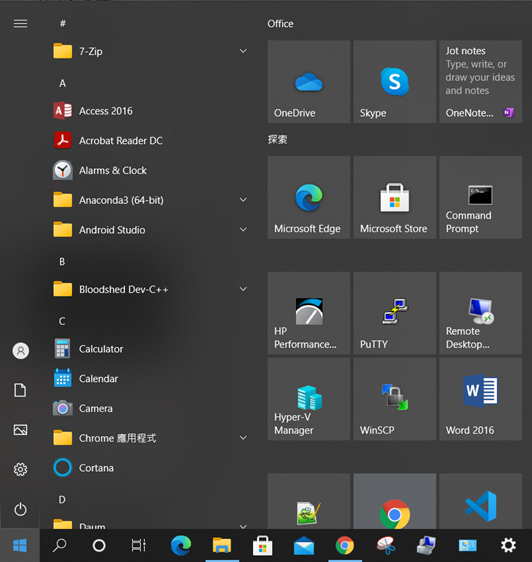 #
7-Zip
A
Access 2016
Acrobat Reader DC
Alarms & Clock
Anaconda3 (64-bit)
Android Studio
B
Bloodshed Dev-C++
C
Calculator
Calendar
Camera
Chrome 應用程式
Cortana
D
Daum
Office
OneDrive
Skype
Jot notes
Type, write, or
draw your ideas
and notes
OneNote...
探索
Microsoft Edge
Microsoft Store
Command
Prompt
HP
Performance...
PuTTY
Remote
Desktop...
Hyper-V
Manager
WinSCP
Word 2016